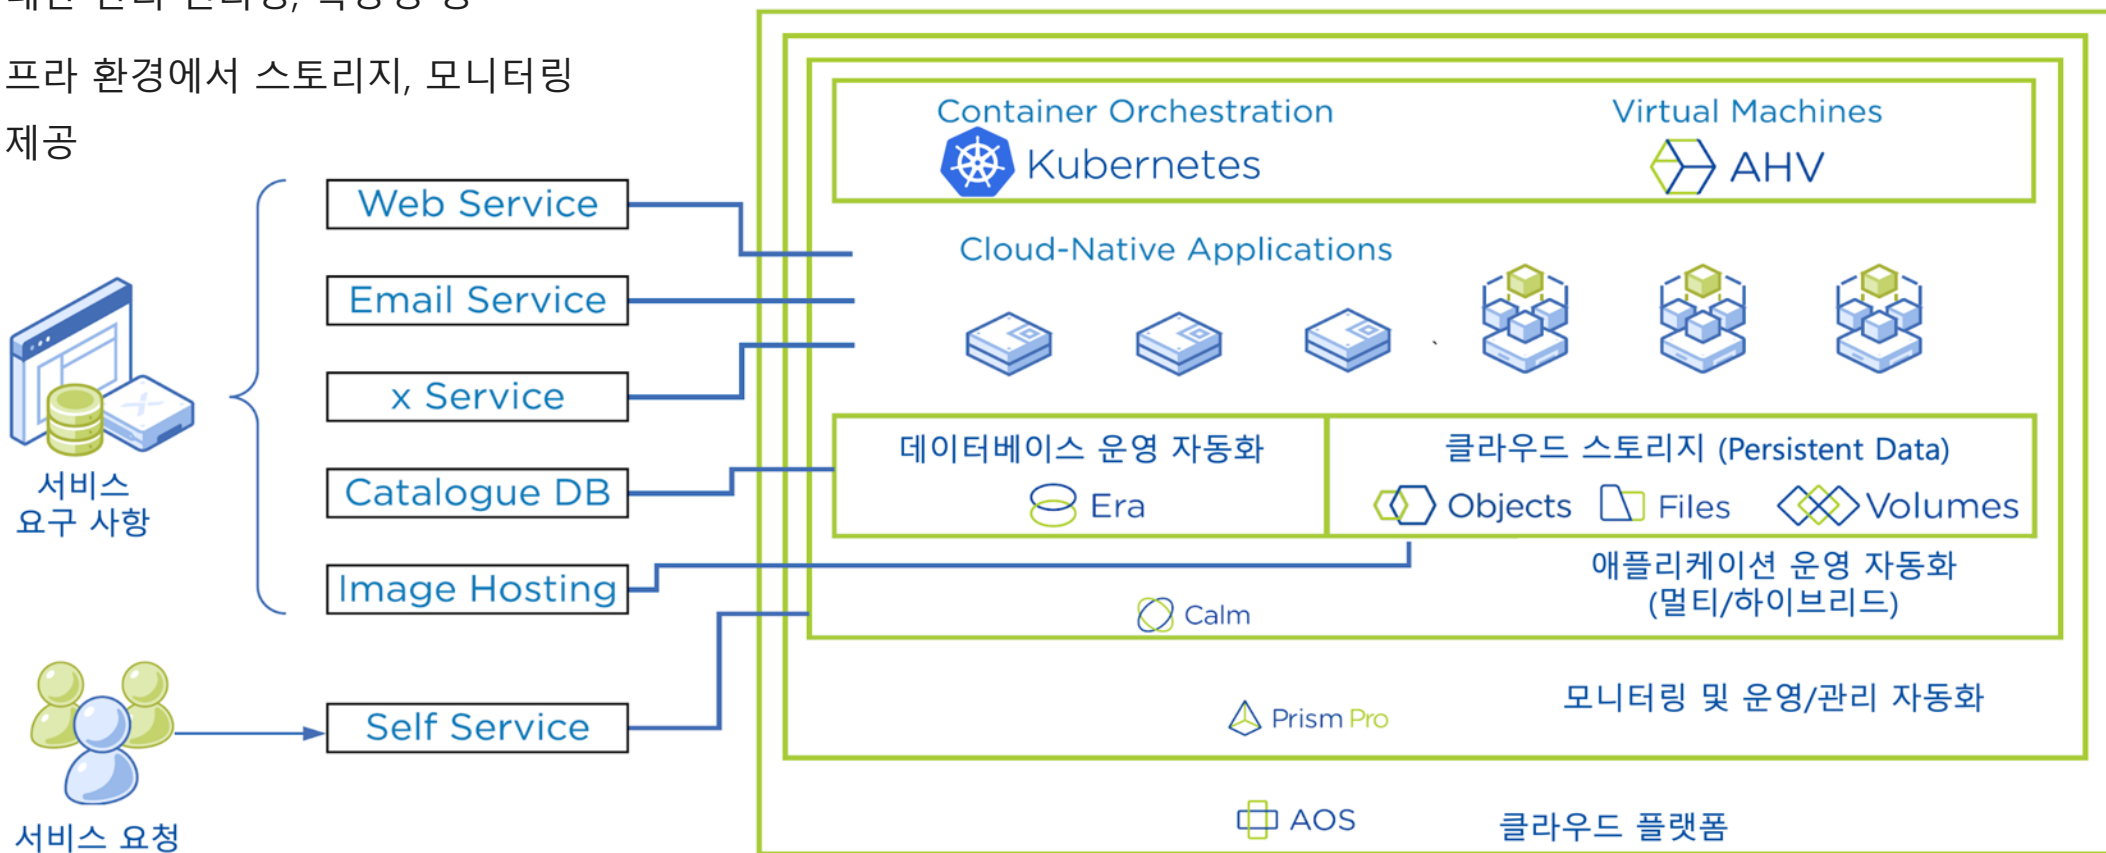 프라 환경에서 스토리지, 모니터링
제공
Container Orchestration
Kubernetes
Virtual Machines
AHV
Web Service
Email Service
x Service
Catalogue DB
Image Hosting
Self Service
서비스
요구 사항
서비스 요청
Cloud-Native Applications
데이터베이스 운영 자동화
Era
클라우드 스토리지 (Persistent Data)
Objects
Files
Volumes
애플리케이션 운영 자동화
(멀티/하이브리드)
Calm
Prism Pro
모니터링 및 운영/관리 자동화
AOS
클라우드 플랫폼